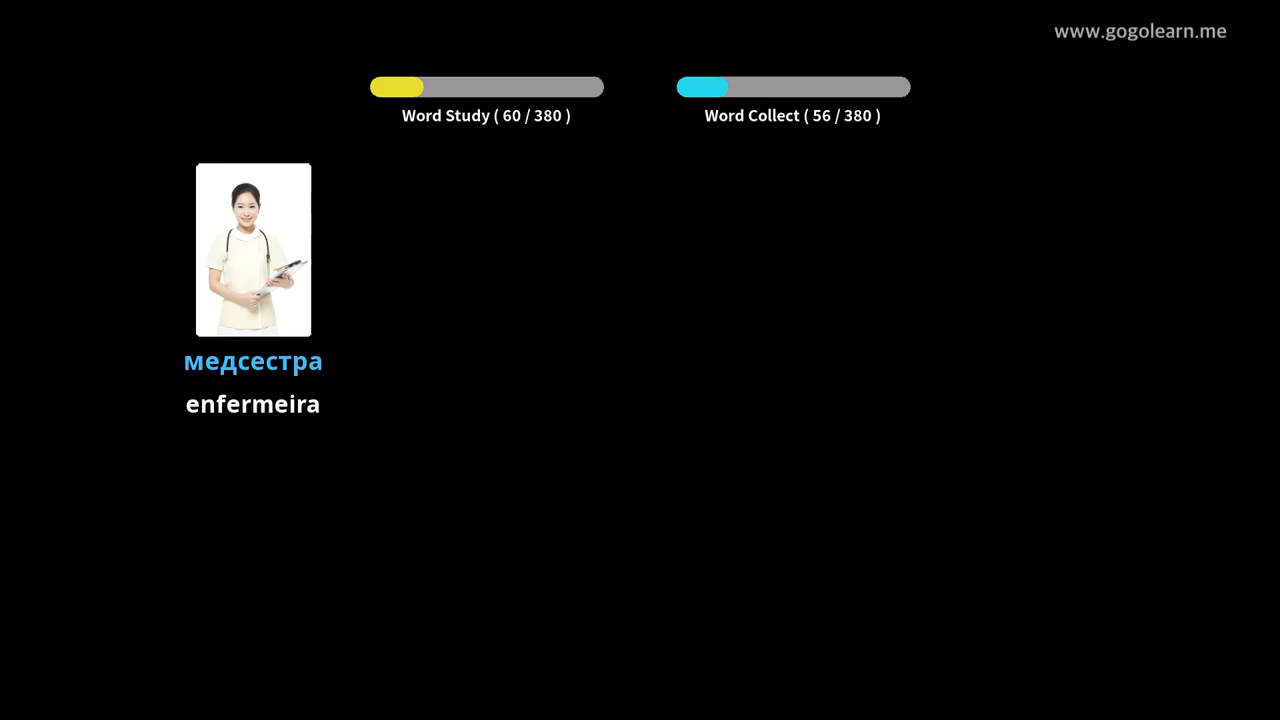 www.gogolearn.me
Word Study ( 60 / 380 )
Word Collect ( 56 / 380 )
медсестра
enfermeira